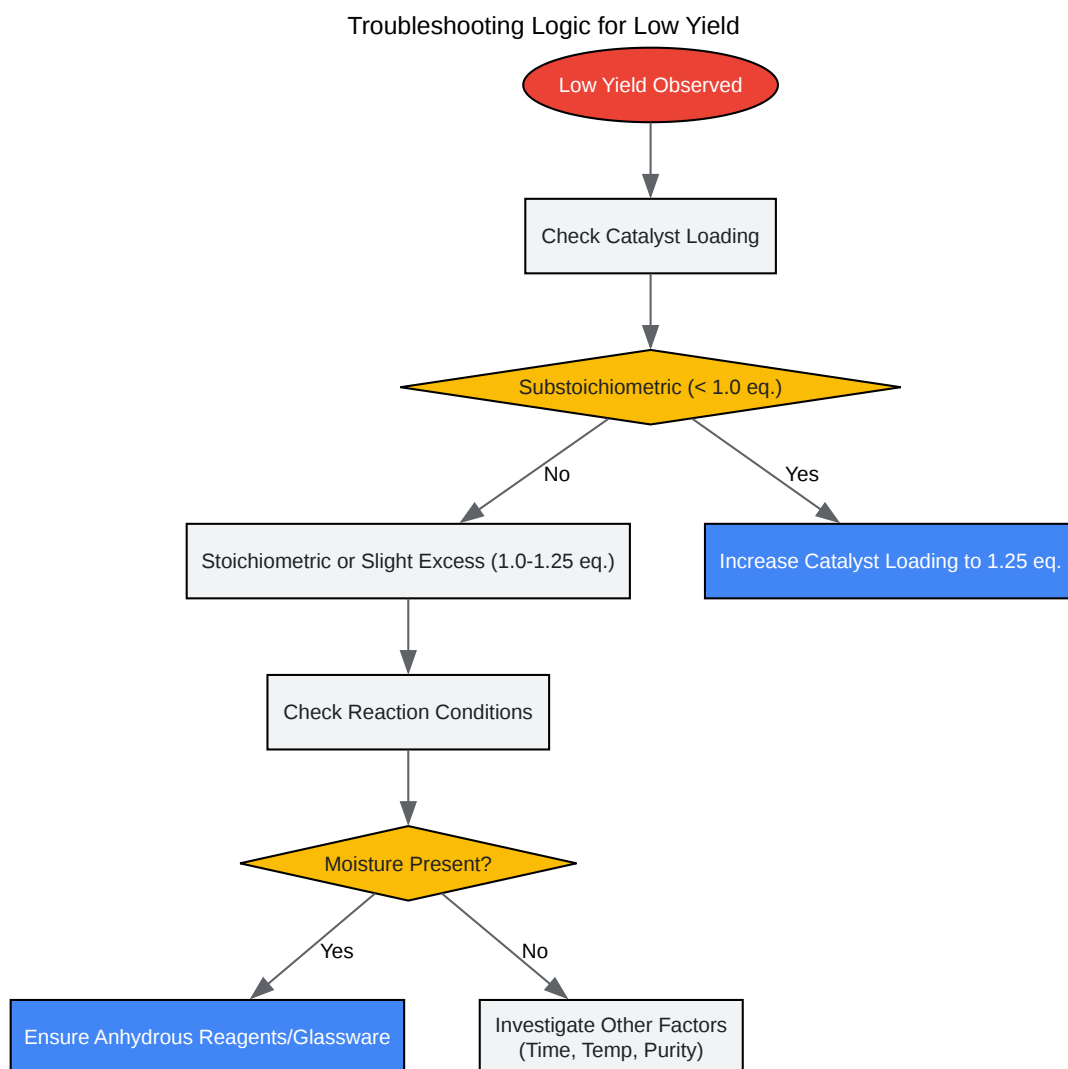 Troubleshooting Logic for Low Yield
Low Yield Observed
Check Catalyst Loading
Substoichiometric (< 1.0 eq.)
No
Yes
Stoichiometric or Slight Excess (1.0-1.25 eq.)
Increase Catalyst Loading to 1.25 eq.
Check Reaction Conditions
Moisture Present?
Yes
No
Ensure Anhydrous Reagents/Glassware
Investigate Other Factors
(Time, Temp, Purity)